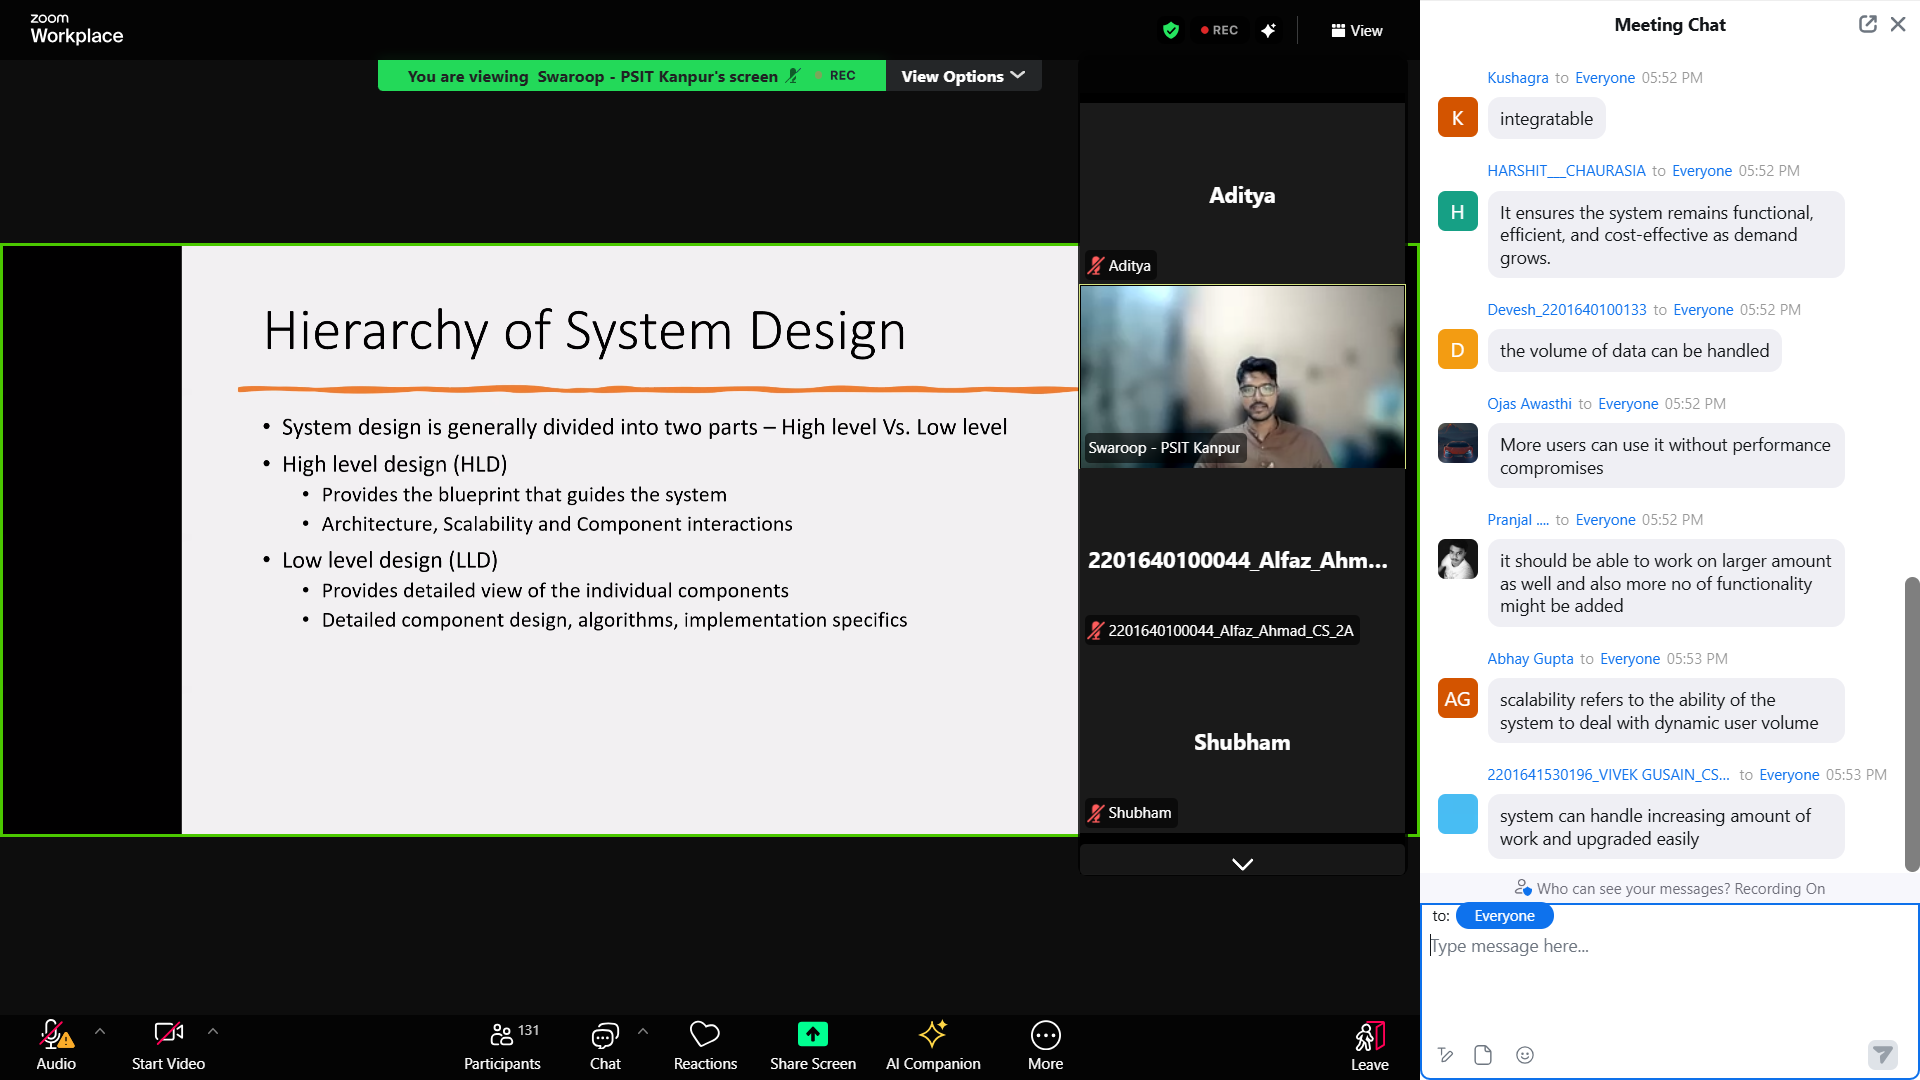 zoom
Workplace
REC
View
You are viewing Swaroop - PSIT Kanpur's screen
REC
View Options
Hierarchy of System Design
• System design is generally divided into two parts – High level Vs. Low level
• High level design (HLD)
• Provides the blueprint that guides the system
• Architecture, Scalability and Component interactions
• Low level design (LLD)
• Provides detailed view of the individual components
• Detailed component design, algorithms, implementation specifics
Aditya
Aditya
Swaroop - PSIT Kanpur
2201640100044_Alfaz_Ahm...
2201640100044_Alfaz_Ahmad_CS_2A
Shubham
Shubham
Meeting Chat
Kushagra to Everyone 05:52 PM
K
integratable
HARSHIT___CHAURASIA to Everyone 05:52 PM
H
It ensures the system remains functional,
efficient, and cost-effective as demand
grows.
Devesh_2201640100133 to Everyone 05:52 PM
D
the volume of data can be handled
Ojas Awasthi to Everyone 05:52 PM
More users can use it without performance
compromises
Pranjal .... to Everyone 05:52 PM
it should be able to work on larger amount
as well and also more no of functionality
might be added
Abhay Gupta to Everyone 05:53 PM
AG
scalability refers to the ability of the
system to deal with dynamic user volume
2201641530196_VIVEK GUSAIN_CS... to Everyone 05:53 PM
system can handle increasing amount of
work and upgraded easily
Who can see your messages? Recording On
to: Everyone
Type message here...
Audio
Start Video
131
Participants
Chat
Reactions
Share Screen
AI Companion
More
Leave